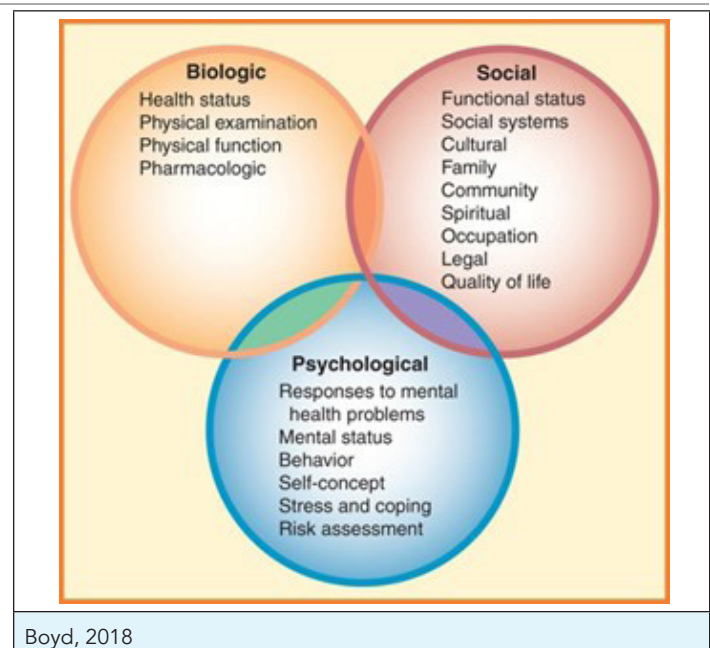 Biologic
Health status
Physical examination
Physical function
Pharmacologic
Social
Functional status
Social systems
Cultural
Family
Community
Spiritual
Occupation
Legal
Quality of life
Psychological
Responses to mental
health problems
Mental status
Behavior
Self-concept
Stress and coping
Risk assessment
Boyd, 2018